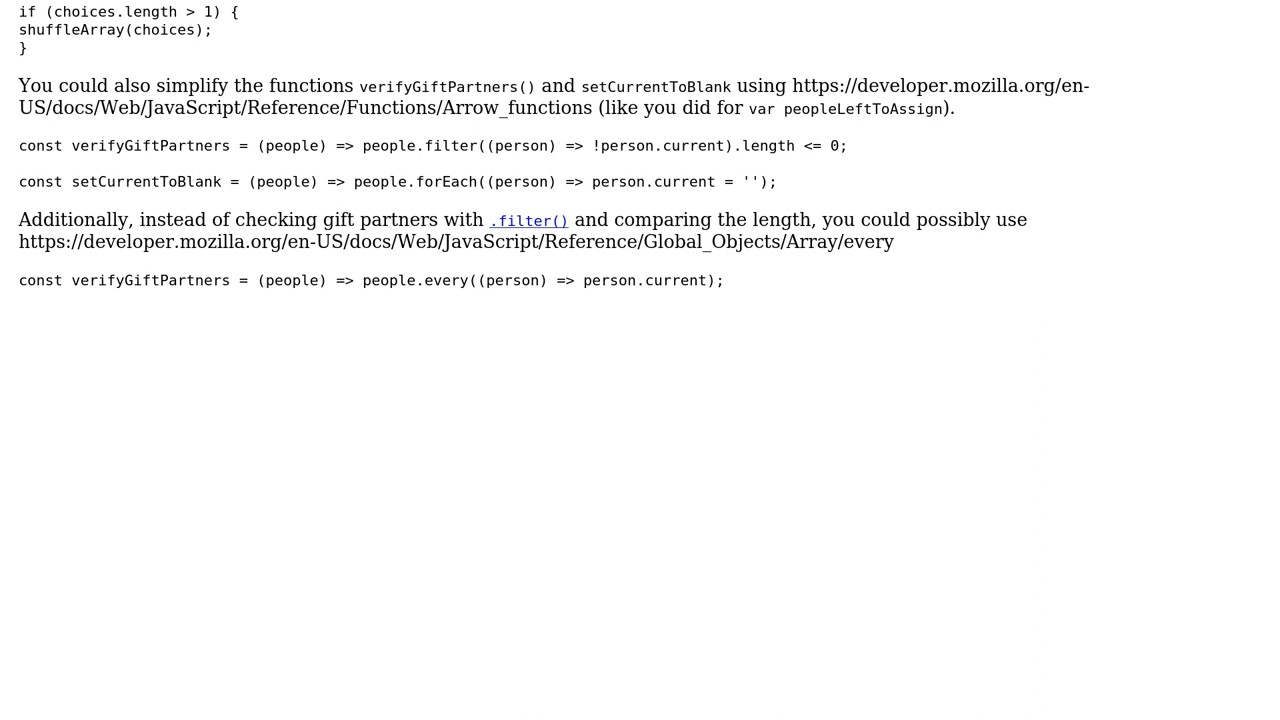 if (choices.length > 1) {
shuffleArray(choices);
}
You could also simplify the functions verifyGiftPartners() and setCurrentToBlank using https://developer.mozilla.org/en-
US/docs/Web/JavaScript/Reference/Functions/Arrow_functions (like you did for var peopleLeftToAssign).
const verifyGiftPartners = (people) => people.filter((person) => !person.current).length <= 0;
const setCurrentToBlank = (people) => people.forEach((person) => person.current = '');
Additionally, instead of checking gift partners with .filter() and comparing the length, you could possibly use
https://developer.mozilla.org/en-US/docs/Web/JavaScript/Reference/Global_Objects/Array/every
const verifyGiftPartners = (people) => people.every((person) => person.current);